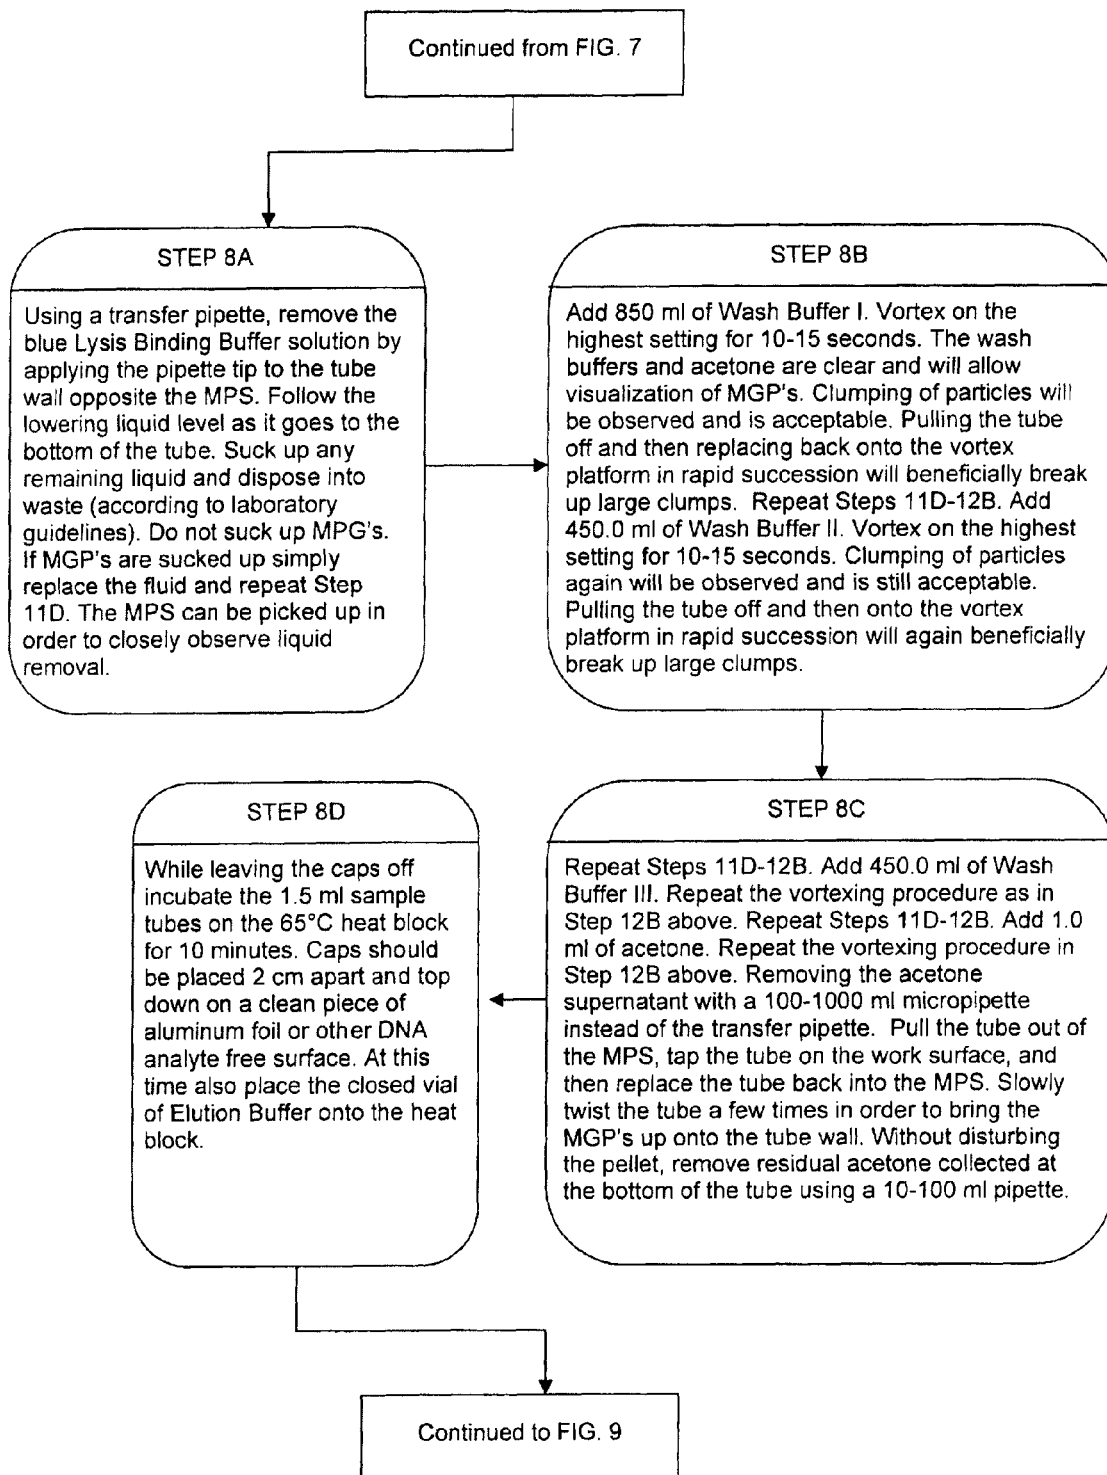 Continued from FIG. 7
STEP 8A
Using a transfer pipette, remove the
blue Lysis Binding Buffer solution by
applying the pipette tip to the tube
wall opposite the MPS. Follow the
lowering liquid level as it goes to the
bottom of the tube. Suck up any
remaining liquid and dispose into
waste (according to laboratory
guidelines). Do not suck up MPG's.
If MGP's are sucked up simply
replace the fluid and repeat Step
11D. The MPS can be picked up in
order to closely observe liquid
removal.
STEP 8B
Add 850 ml of Wash Buffer I. Vortex on the
highest setting for 10-15 seconds. The wash
buffers and acetone are clear and will allow
visualization of MGP's. Clumping of particles will
be observed and is acceptable. Pulling the tube
off and then replacing back onto the vortex
platform in rapid succession will beneficially break
up large clumps. Repeat Steps 11D-12B. Add
450.0 ml of Wash Buffer II. Vortex on the highest
setting for 10-15 seconds. Clumping of particles
again will be observed and is still acceptable.
Pulling the tube off and then onto the vortex
platform in rapid succession will again beneficially
break up large clumps.
STEP 8C
Repeat Steps 11D-12B. Add 450.0 ml of Wash
Buffer III. Repeat the vortexing procedure as in
Step 12B above. Repeat Steps 11D-12B. Add 1.0
ml of acetone. Repeat the vortexing procedure in
Step 12B above. Removing the acetone
supernatant with a 100-1000 ml micropipette
instead of the transfer pipette. Pull the tube out of
the MPS, tap the tube on the work surface, and
then replace the tube back into the MPS. Slowly
twist the tube a few times in order to bring the
MGP's up onto the tube wall. Without disturbing
the pellet, remove residual acetone collected at
the bottom of the tube using a 10-100 ml pipette.
STEP 8D
While leaving the caps off
incubate the 1.5 ml sample
tubes on the 65°C heat block
for 10 minutes. Caps should
be placed 2 cm apart and top
down on a clean piece of
aluminum foil or other DNA
analyte free surface. At this
time also place the closed vial
of Elution Buffer onto the heat
block.
Continued to FIG. 9